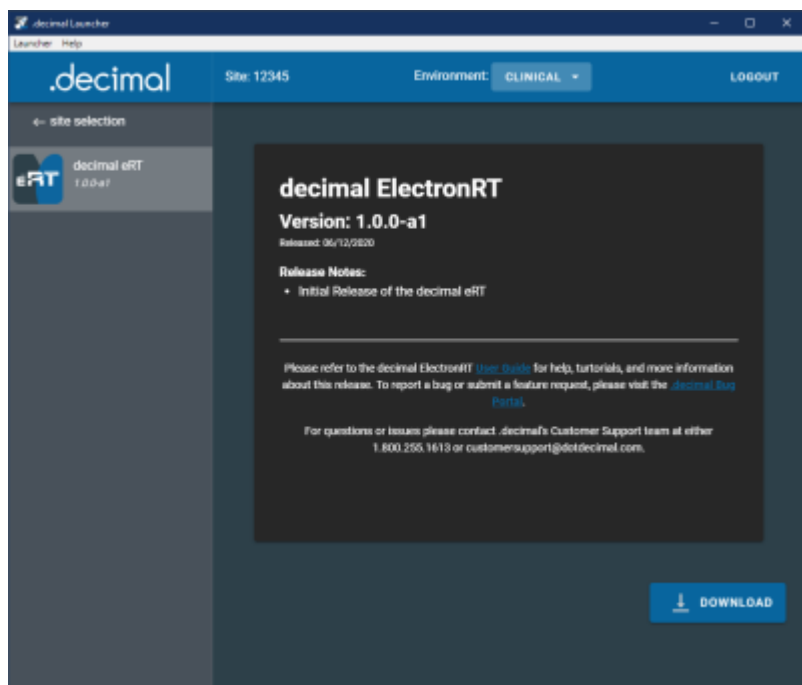 .decimal Launcher
Launcher Help
.decimal
Site: 12345
Environment: CLINICAL
LOGOUT
← site selection
eRT
decimal eRT
1.0.0-a1
decimal ElectronRT
Version: 1.0.0-a1
Released: 06/12/2020
Release Notes:
• Initial Release of the decimal eRT
Please refer to the decimal ElectronRT User Guide for help, turtorials, and more information
about this release. To report a bug or submit a feature request, please visit the .decimal Bug
Portal.
For questions or issues please contact .decimal's Customer Support team at either
1.800.255.1613 or customersupport@dotdecimal.com.
DOWNLOAD